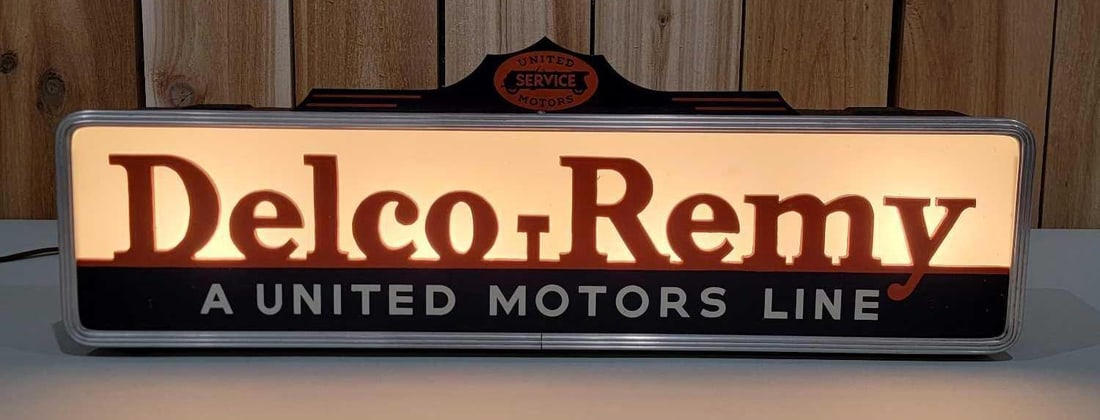 UNITED
SERVICE
MOTORS
Delco-Remy
A UNITED MOTORS LINE